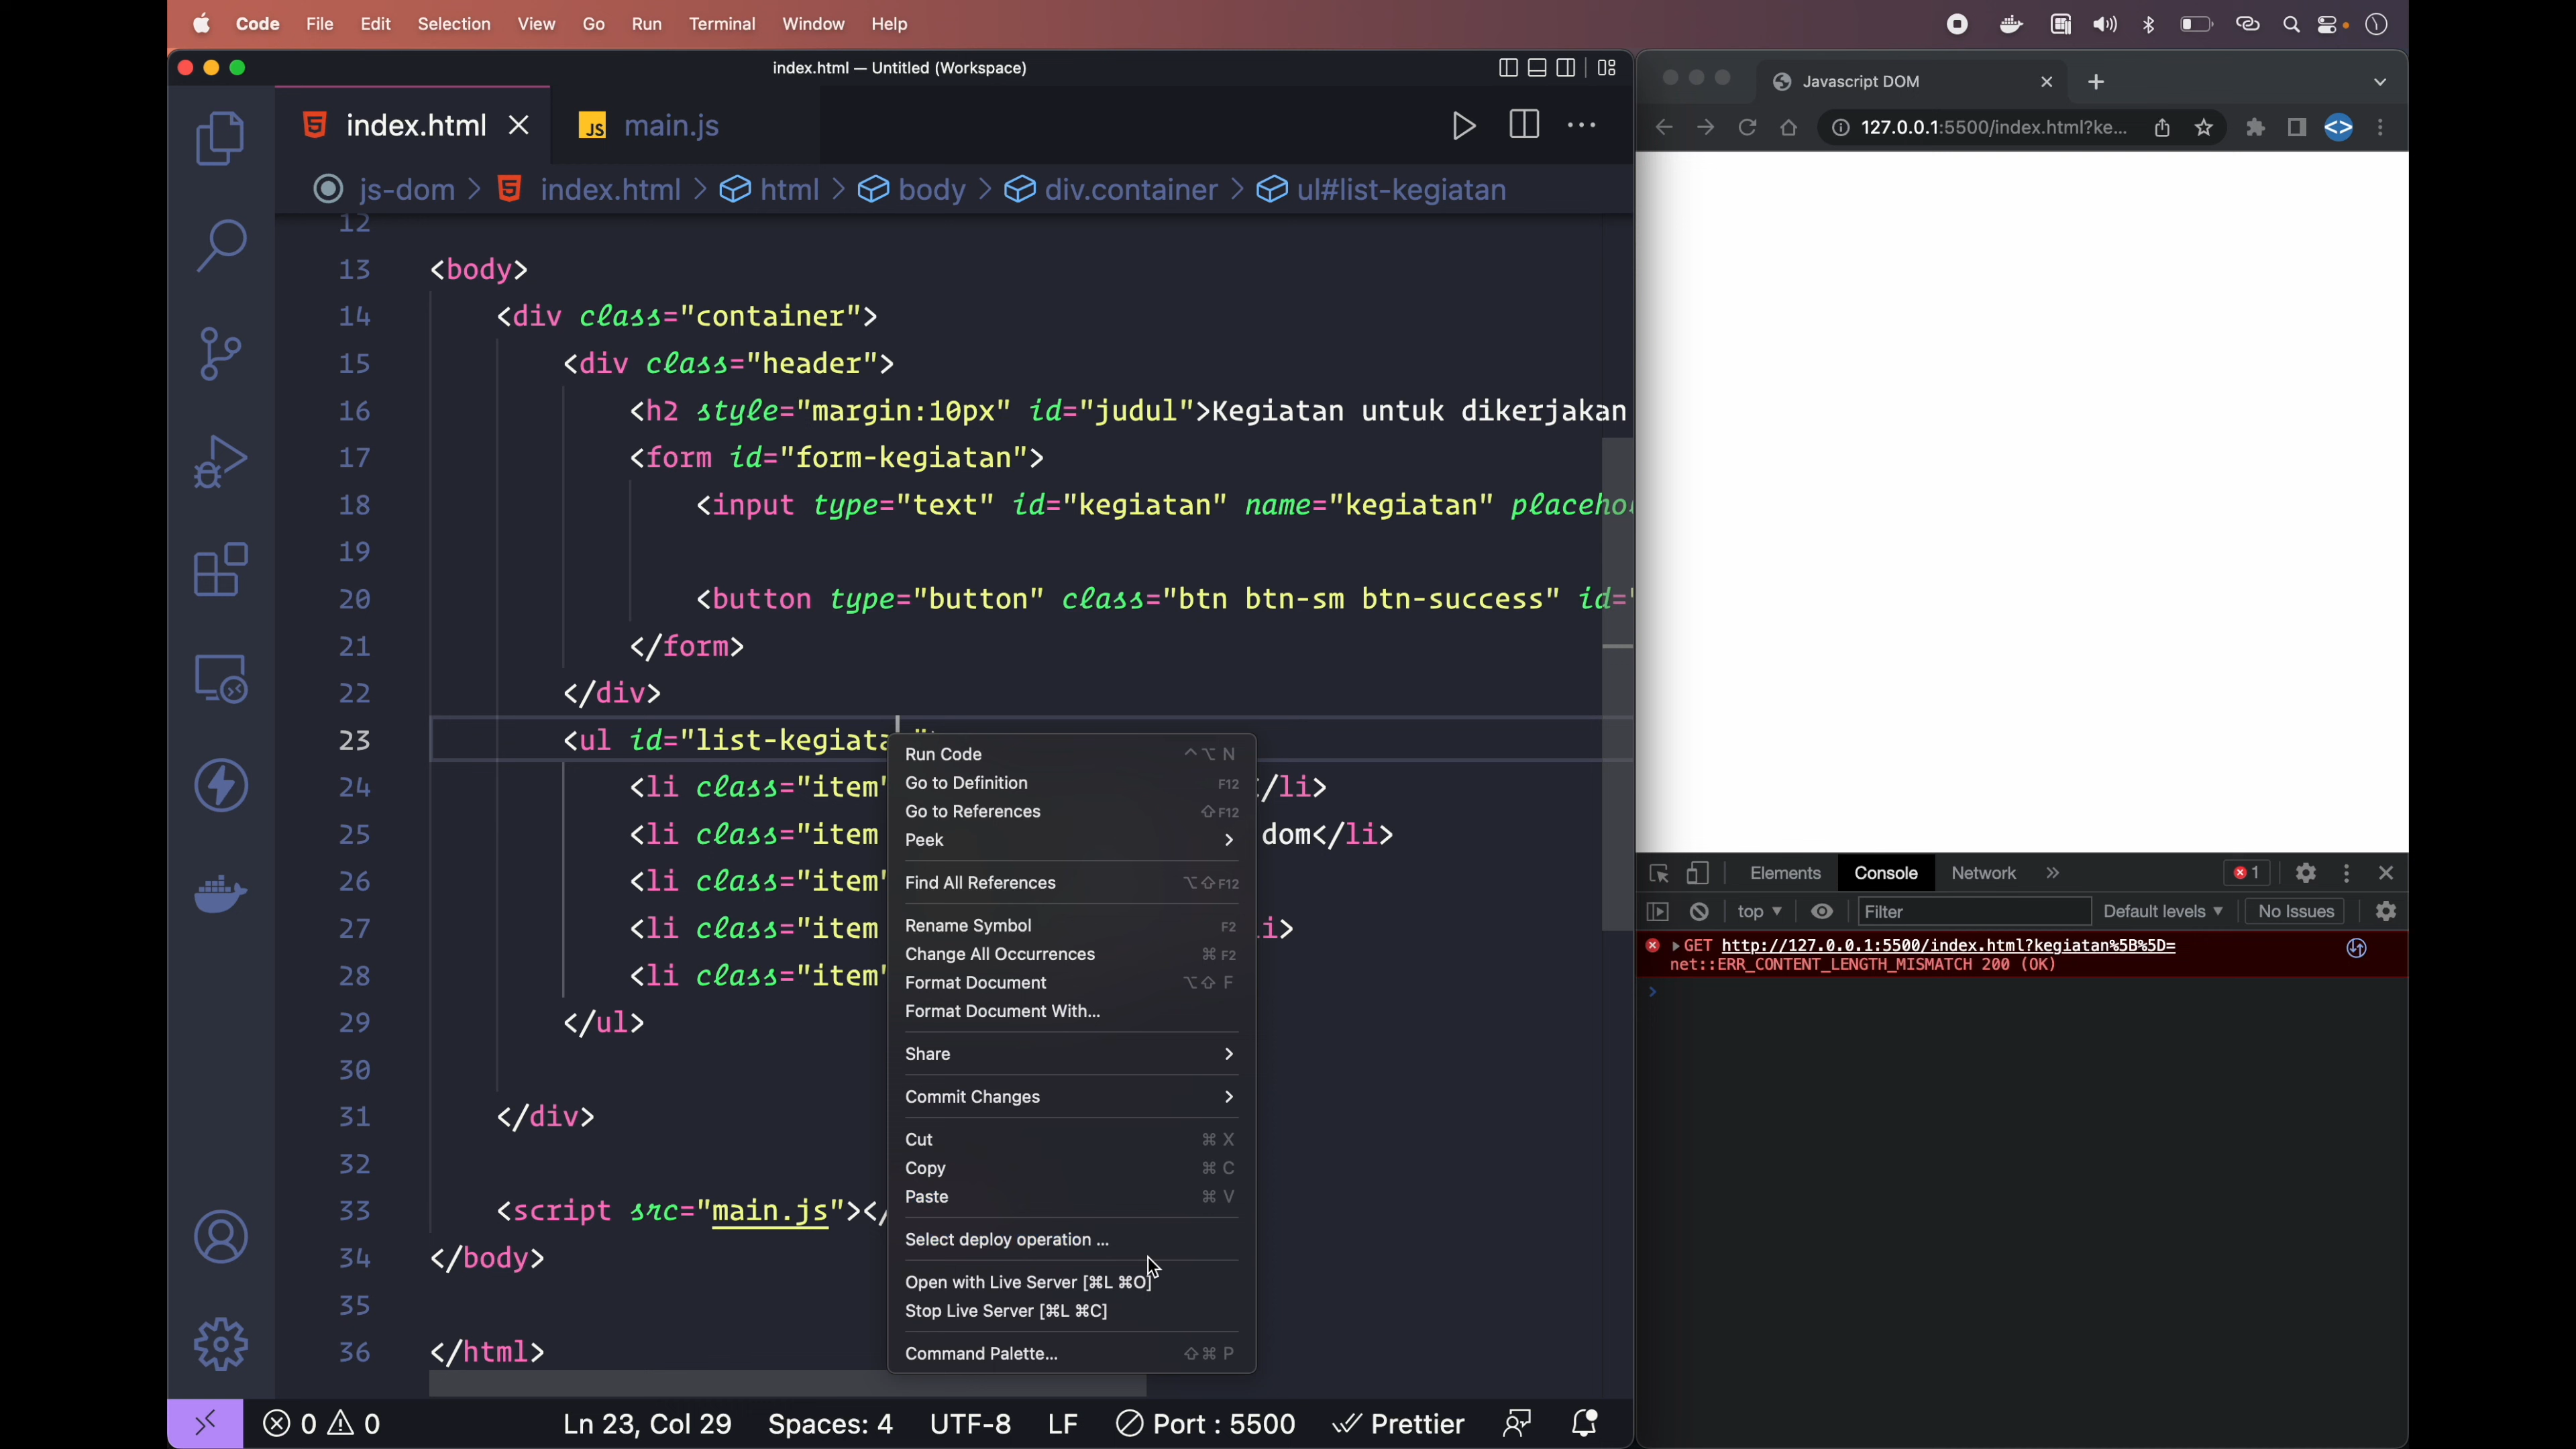 Code File Edit Selection View Go Run Terminal Window Help
index.html — Untitled (Workspace)
index.html
JS main.js
js-dom > index.html > html > body > div.container > ul#list-kegiatan
12
13 <body>
14 <div class="container">
15 <div class="header">
16 <h2 style="margin:10px" id="judul">Kegiatan untuk dikerjakan
17 <form id="form-kegiatan">
18 <input type="text" id="kegiatan" name="kegiatan" placeho
19
20 <button type="button" class="btn btn-sm btn-success" id="
21 </form>
22 </div>
23 <ul id="list-kegiata
24 <li class="item" /li>
25 <li class="item dom</li>
26 <li class="item"
27 <li class="item i>
28 <li class="item"
29 </ul>
30
31 </div>
32
33 <script src="main.js"></
34 </body>
35
36 </html>
Run Code ^⌥ N
Go to Definition F12
Go to References ⇧F12
Peek >
Find All References ⌥⇧F12
Rename Symbol F2
Change All Occurrences ⌘F2
Format Document ⌥⇧ F
Format Document With...
Share >
Commit Changes >
Cut ⌘ X
Copy ⌘ C
Paste ⌘ V
Select deploy operation ...
Open with Live Server [⌘L ⌘O]
Stop Live Server [⌘L ⌘C]
Command Palette... ⇧⌘ P
0 0 Ln 23, Col 29 Spaces: 4 UTF-8 LF Port : 5500 Prettier
Javascript DOM
127.0.0.1:5500/index.html?ke...
Elements Console Network » 1
top Filter Default levels No Issues
GET http://127.0.0.1:5500/index.html?kegiatan%5B%5D=
net::ERR_CONTENT_LENGTH_MISMATCH 200 (OK)
>